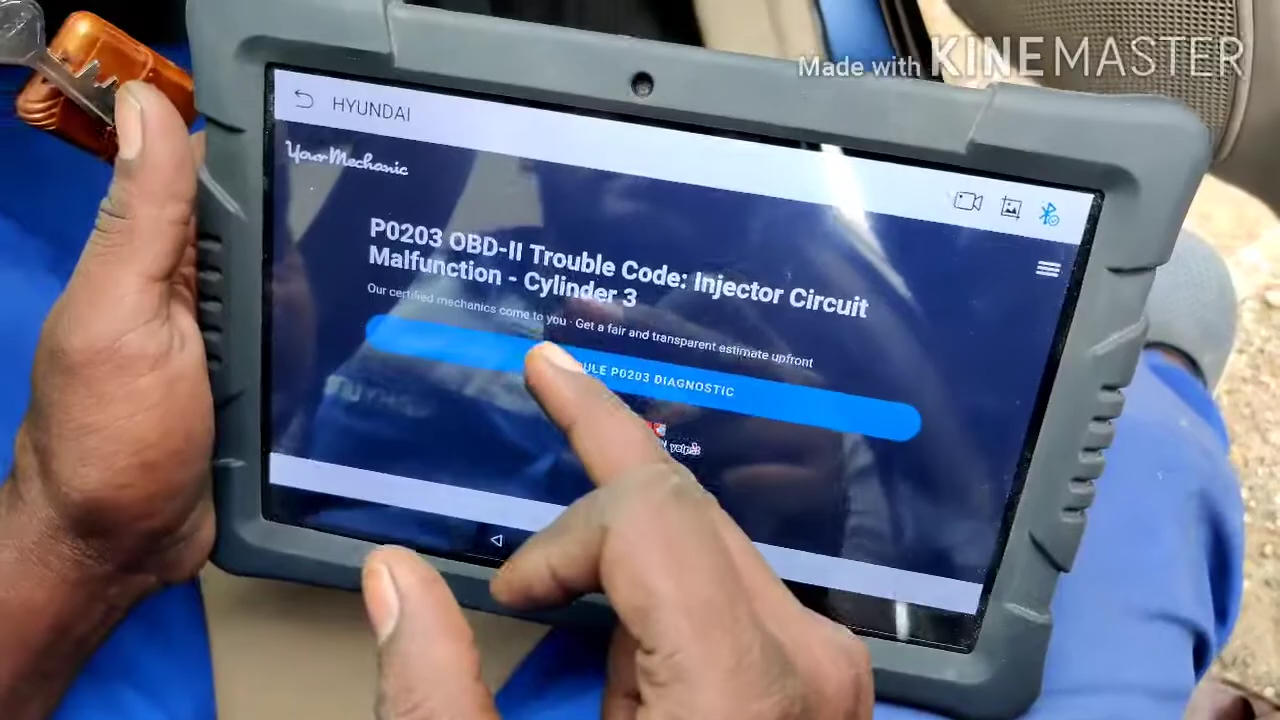 Made with KINEMASTER
HYUNDAI
YourMechanic
P0203 OBD-II Trouble Code: Injector Circuit
Malfunction - Cylinder 3
Our certified mechanics come to you · Get a fair and transparent estimate upfront
P0203 DIAGNOSTIC